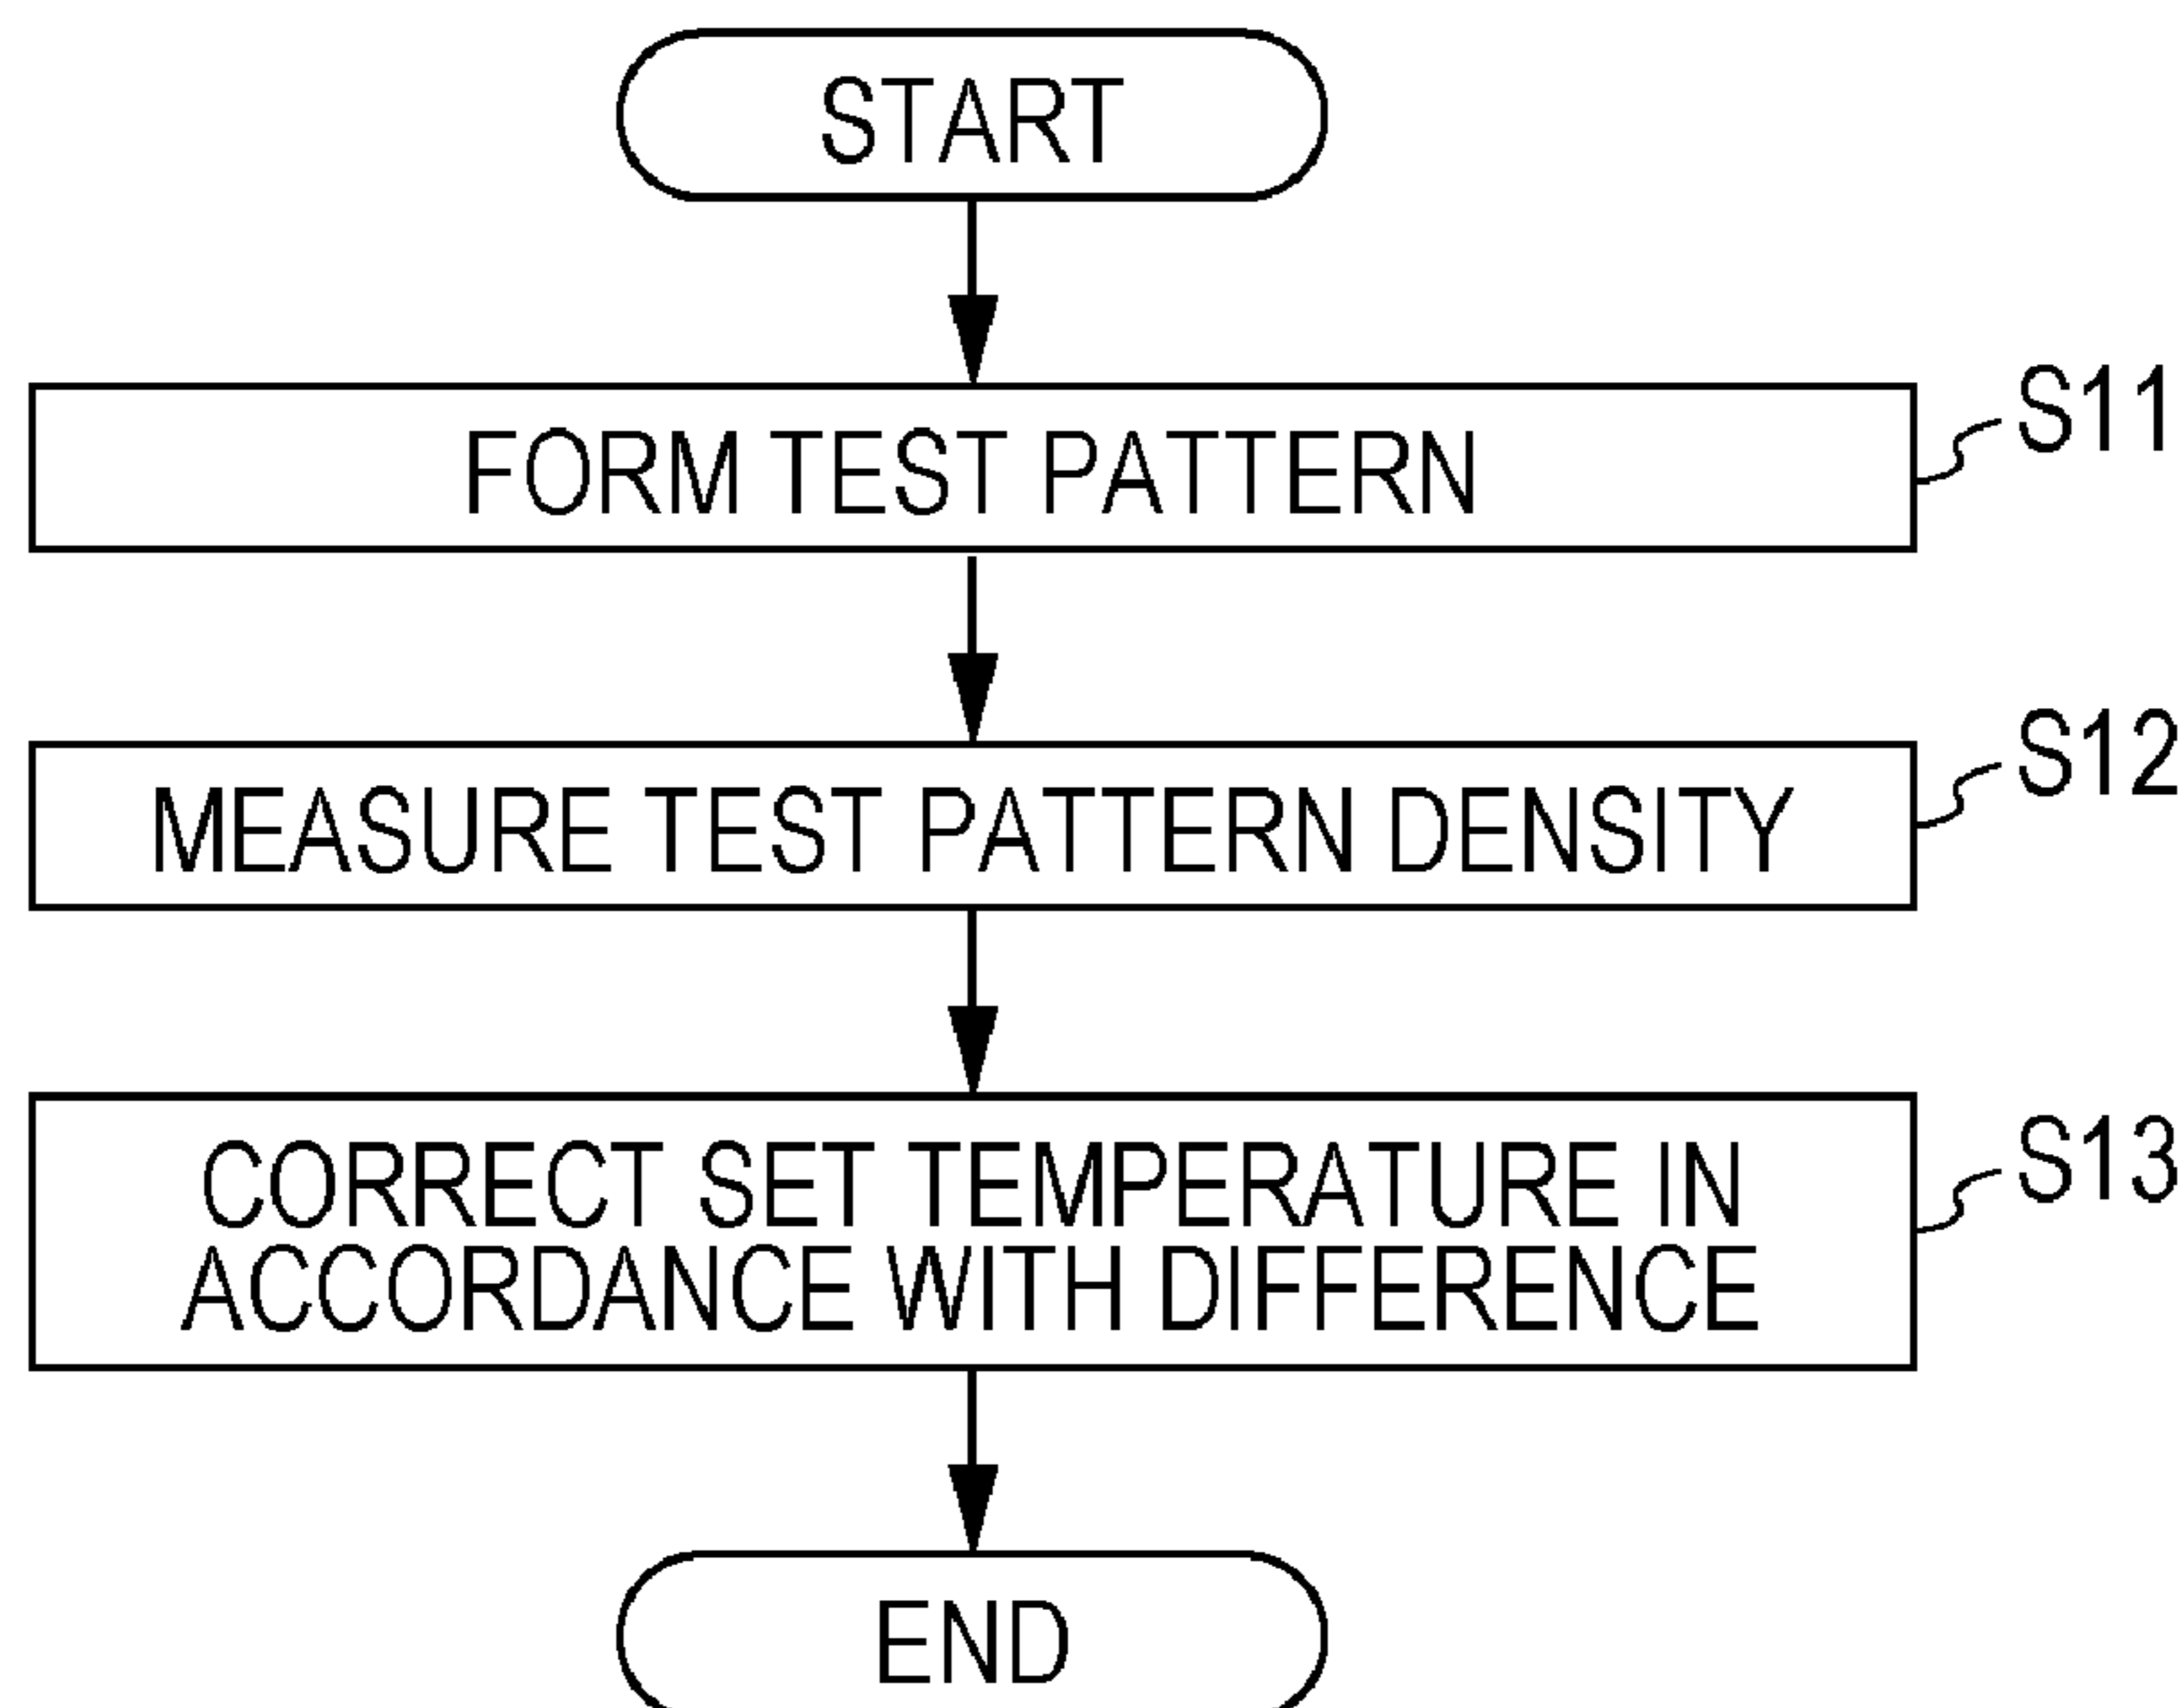 START
FORM TEST PATTERN
S11
MEASURE TEST PATTERN DENSITY
S12
CORRECT SET TEMPERATURE IN
ACCORDANCE WITH DIFFERENCE
S13
END